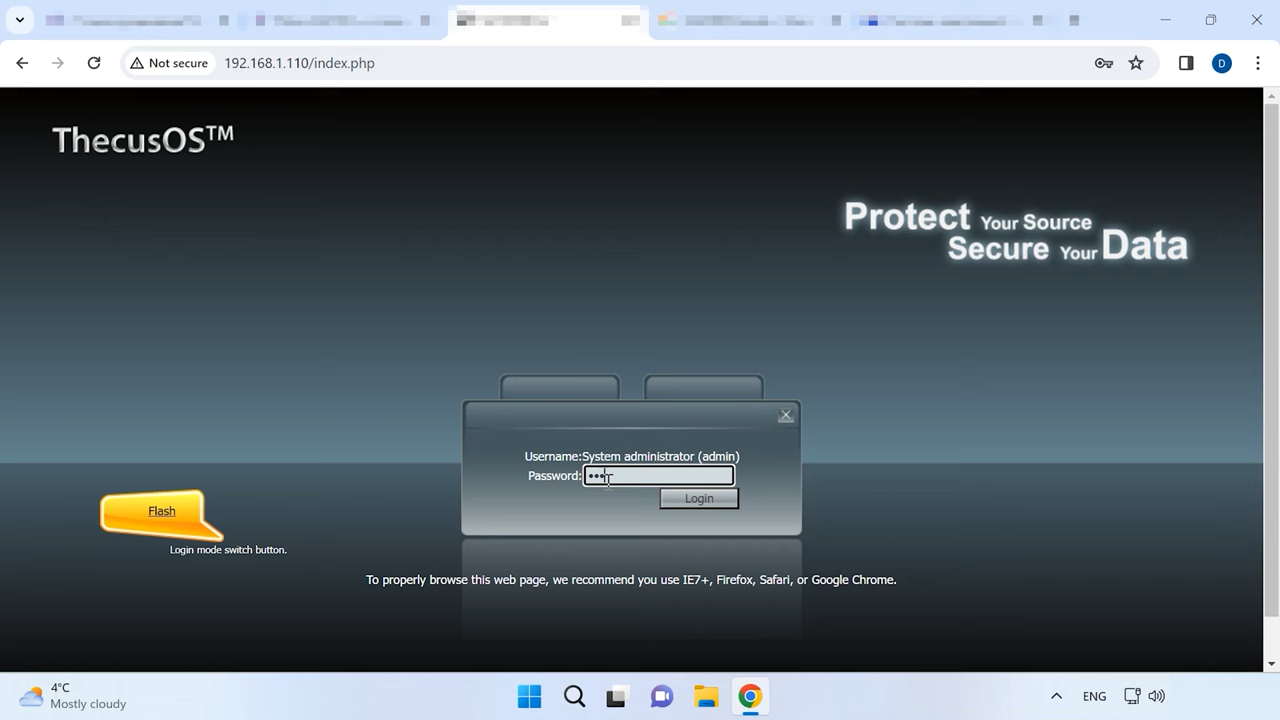 Not secure
192.168.1.110/index.php
D
ThecusOS™
Protect Your Source
Secure Your Data
Username:System administrator (admin)
Password:
Login
Flash
Login mode switch button.
To properly browse this web page, we recommend you use IE7+, Firefox, Safari, or Google Chrome.
4°C
Mostly cloudy
ENG